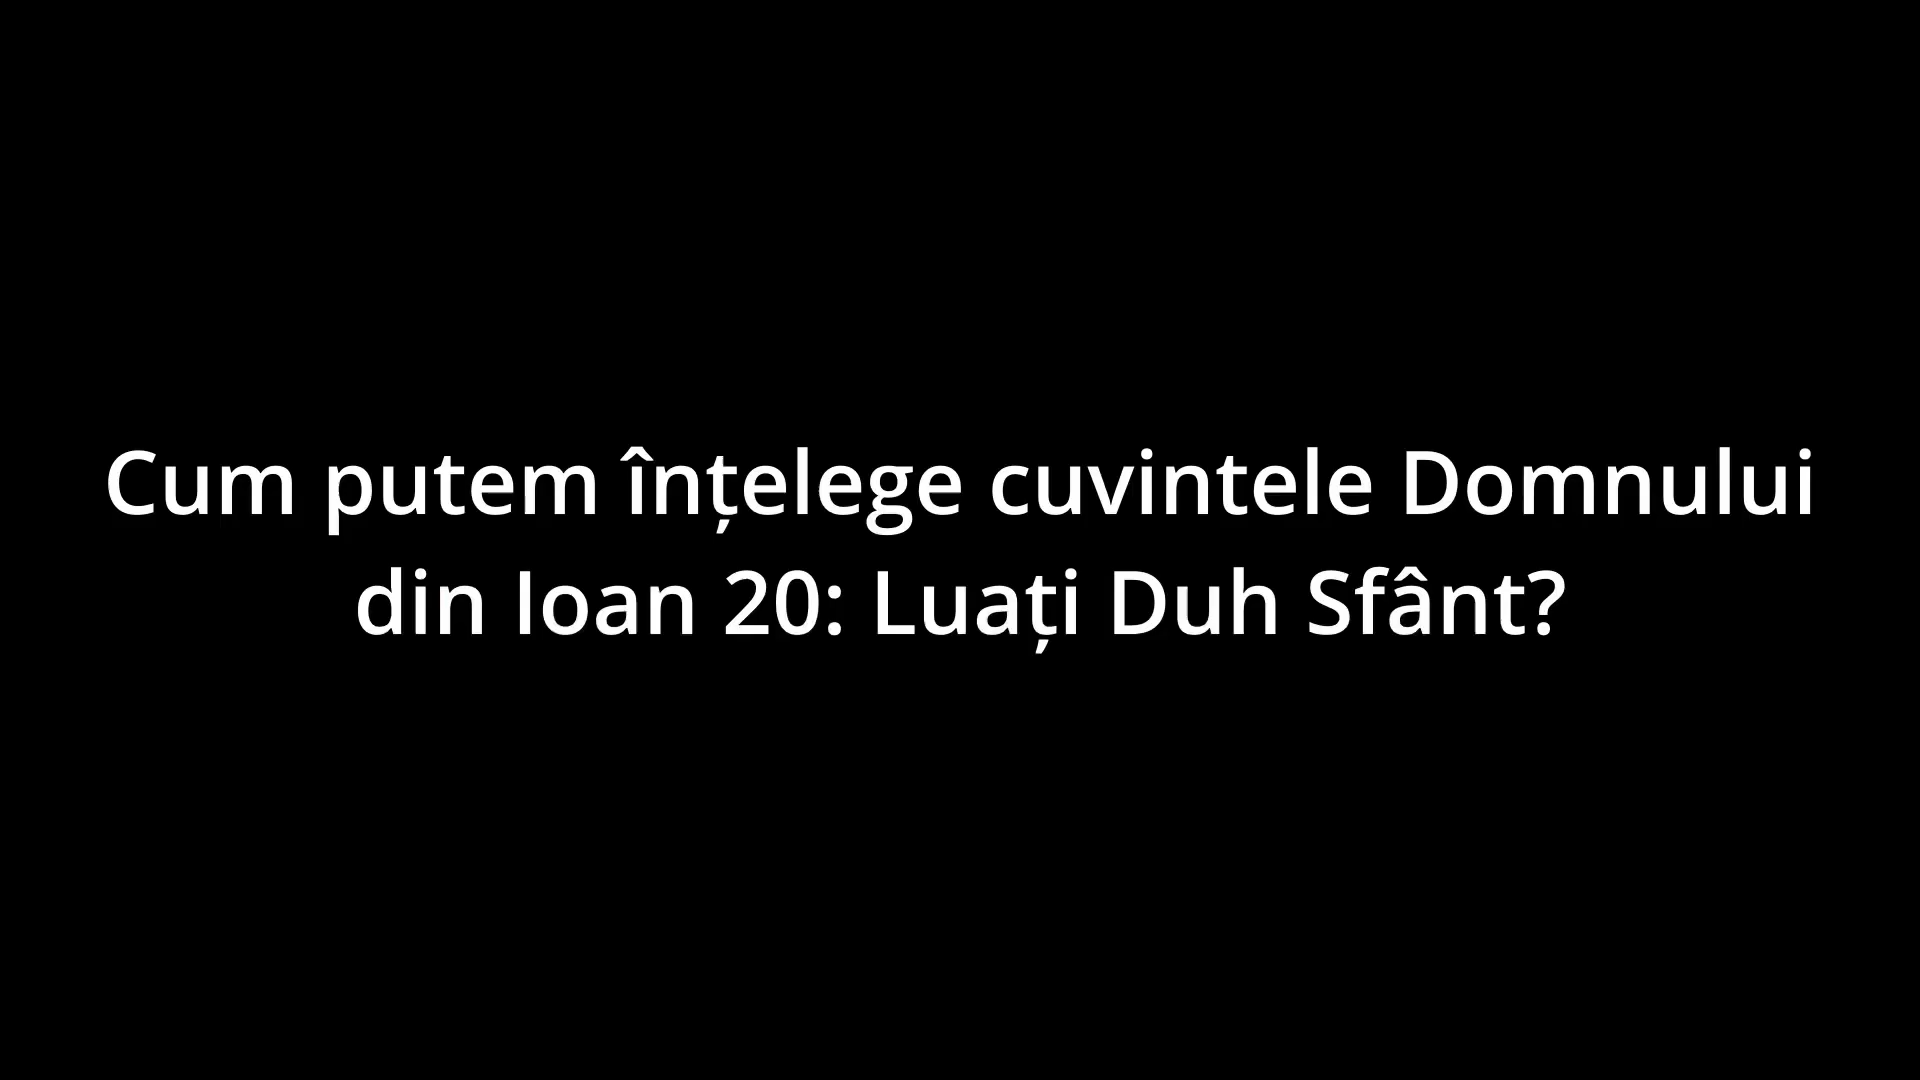 Cum putem înțelege cuvintele Domnului
din Ioan 20: Luați Duh Sfânt?